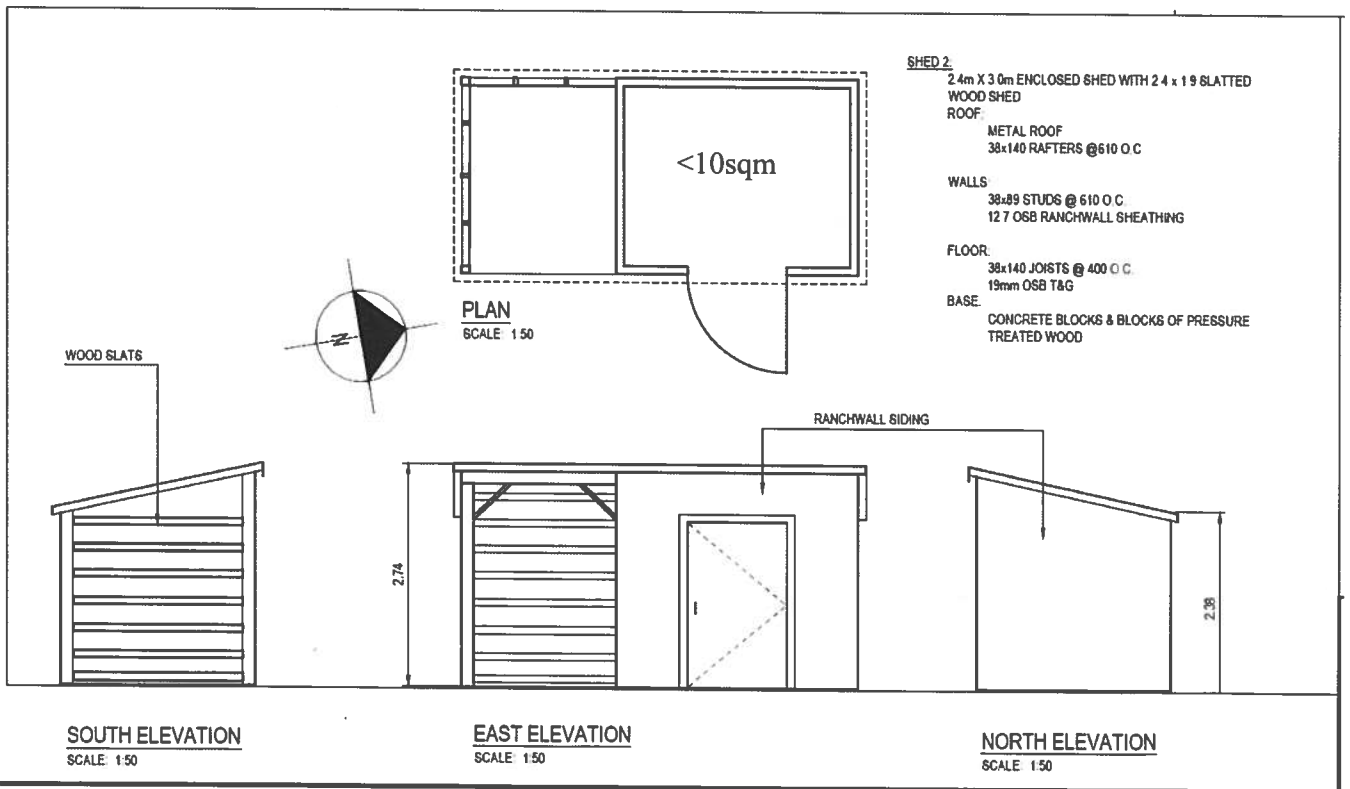 SHED 2:
2.4m X 3.0m ENCLOSED SHED WITH 2.4 x 1.9 SLATTED
WOOD SHED
ROOF:
METAL ROOF
38x140 RAFTERS @610 O.C
WALLS
38x89 STUDS @ 610 O.C.
12.7 OSB RANCHWALL SHEATHING
FLOOR:
38x140 JOISTS @ 400 O.C.
19mm OSB T&G
BASE:
CONCRETE BLOCKS & BLOCKS OF PRESSURE
TREATED WOOD
<10sqm
PLAN
SCALE: 1:50
N
WOOD SLATS
RANCHWALL SIDING
2.74
2.38
SOUTH ELEVATION
SCALE: 1:50
EAST ELEVATION
SCALE: 1:50
NORTH ELEVATION
SCALE: 1:50